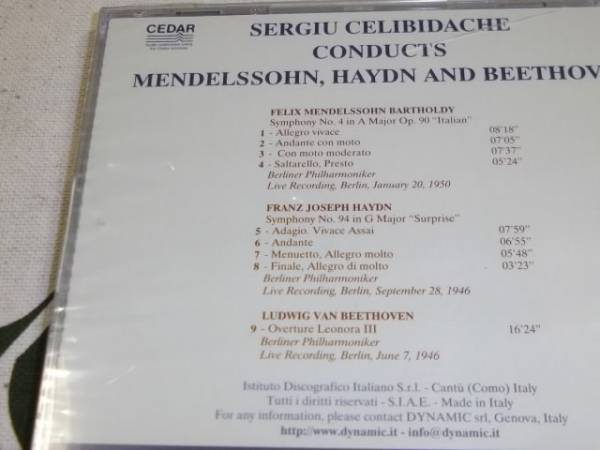 CEDAR
SERGIU CELIBIDACHE
CONDUCTS
MENDELSSOHN, HAYDN AND BEETHOV
FELIX MENDELSSOHN BARTHOLDY
Symphony No. 4 in A Major Op. 90 "Italian"
1 - Allegro vivace 08'18"
2 - Andante con moto 07'05"
3 - Con moto moderato 07'37"
4 - Saltarello, Presto 05'24"
Berliner Philharmoniker
Live Recording, Berlin, January 20, 1950
FRANZ JOSEPH HAYDN
Symphony No. 94 in G Major "Surprise"
5 - Adagio. Vivace Assai 07'59"
6 - Andante 06'55"
7 - Menuetto, Allegro molto 05'48"
8 - Finale, Allegro di molto 03'23"
Berliner Philharmoniker
Live Recording, Berlin, September 28, 1946
LUDWIG VAN BEETHOVEN
9 - Overture Leonora III 16'24"
Berliner Philharmoniker
Live Recording, Berlin, June 7, 1946
Istituto Discografico Italiano S.r.l. - Cantù (Como) Italy
Tutti i diritti riservati - S.I.A.E. - Made in Italy
For any information, please contact DYNAMIC srl, Genova, Italy
http://www.dynamic.it - info@dynamic.it